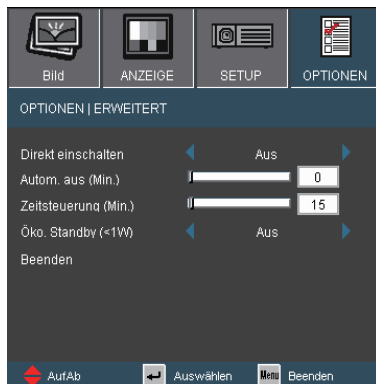 Bild ANZEIGE SETUP OPTIONEN
OPTIONEN | ERWEITERT
Direkt einschalten Aus
Autom. aus (Min.) 0
Zeitsteuerung (Min.) 15
Öko. Standby (<1W) Aus
Beenden
AufAb Auswählen Menu Beenden